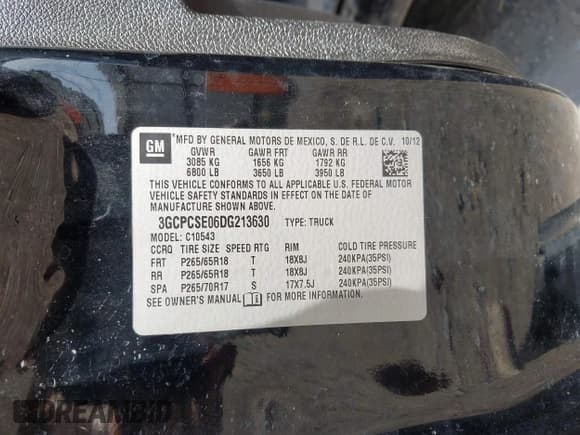 GM
*MFD BY GENERAL MOTORS DE MEXICO, S. DE R.L. DE C.V. 10/12
GVWR GAWR FRT GAWR RR
3085 KG 1656 KG 1792 KG
6800 LB 3650 LB 3950 LB
THIS VEHICLE CONFORMS TO ALL APPLICABLE U.S. FEDERAL MOTOR
VEHICLE SAFETY STANDARDS IN EFFECT ON THE DATE OF
MANUFACTURE SHOWN ABOVE.
3GCPCSE06DG213630 TYPE: TRUCK
MODEL: C10543
CCRQ TIRE SIZE SPEED RTG RIM COLD TIRE PRESSURE
FRT P265/65R18 T 18X8J 240KPA(35PSI)
RR P265/65R18 T 18X8J 240KPA(35PSI)
SPA P265/70R17 S 17X7.5J 240KPA(35PSI)
SEE OWNER'S MANUAL FOR MORE INFORMATION.
DREAMBID